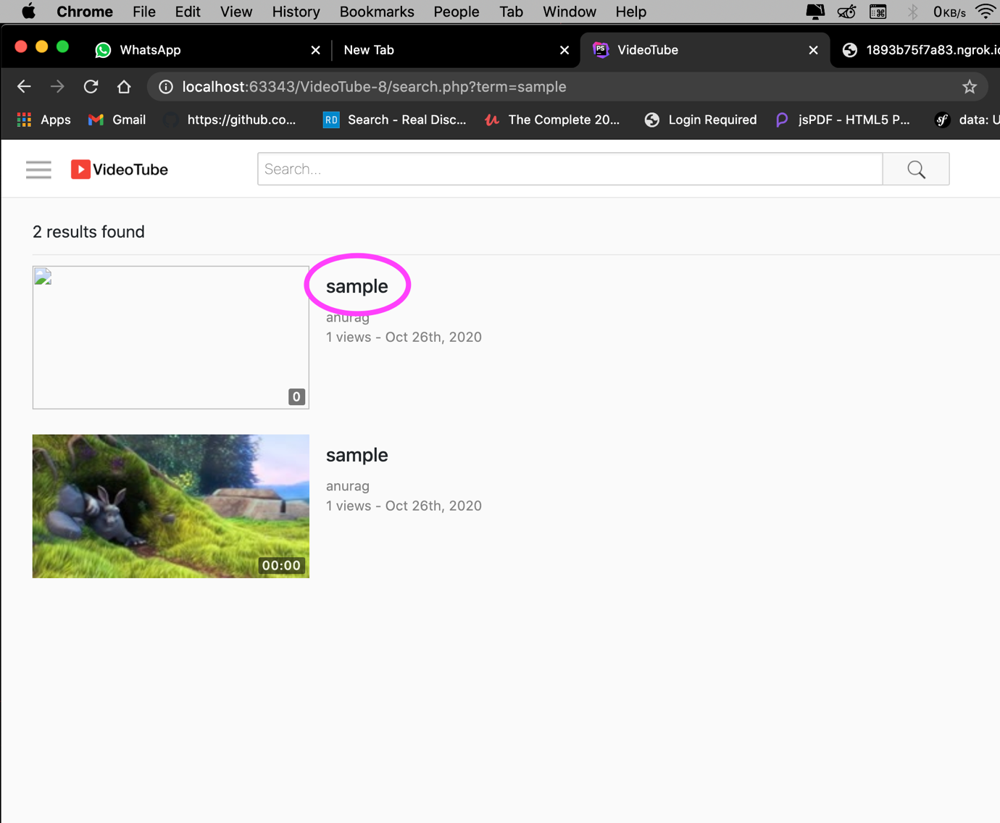 Chrome File Edit View History Bookmarks People Tab Window Help 0KB/s
WhatsApp New Tab VideoTube 1893b75f7a83.ngrok.io
localhost:63343/VideoTube-8/search.php?term=sample
Apps Gmail https://github.co... RD Search - Real Disc... The Complete 20... Login Required jsPDF - HTML5 P... data: U
VideoTube Search...
2 results found
sample
anurag
1 views - Oct 26th, 2020
0
sample
anurag
1 views - Oct 26th, 2020
00:00